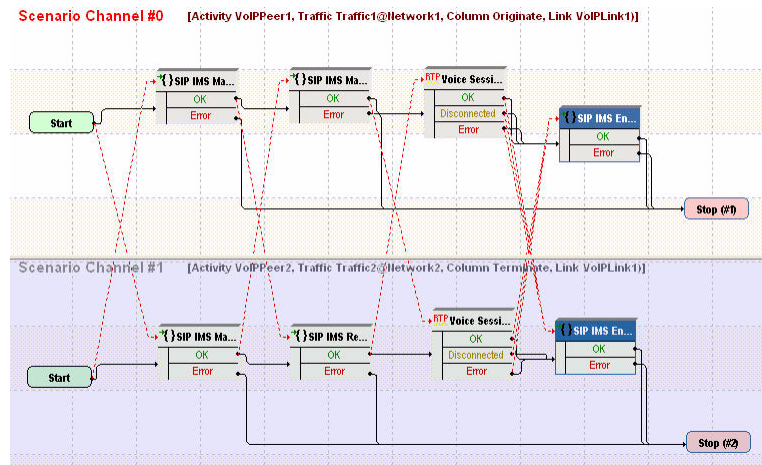 Scenario Channel #0 [Activity VoIPPeer1, Traffic Traffic1@Network1, Column Originate, Link VoIPLink1)]
{}SIP IMS Ma...
OK
Error
{}SIP IMS Ma...
OK
Error
RTP Voice Sessi...
OK
Disconnected
Error
{}SIP IMS En...
OK
Error
Start
Stop (#1)
Scenario Channel #1 [Activity VoIPPeer2, Traffic Traffic2@Network2, Column Terminate, Link VoIPLink1)]
{}SIP IMS Ma...
OK
Error
{}SIP IMS Re...
OK
Error
RTP Voice Sessi...
OK
Disconnected
Error
{}SIP IMS En...
OK
Error
Start
Stop (#2)